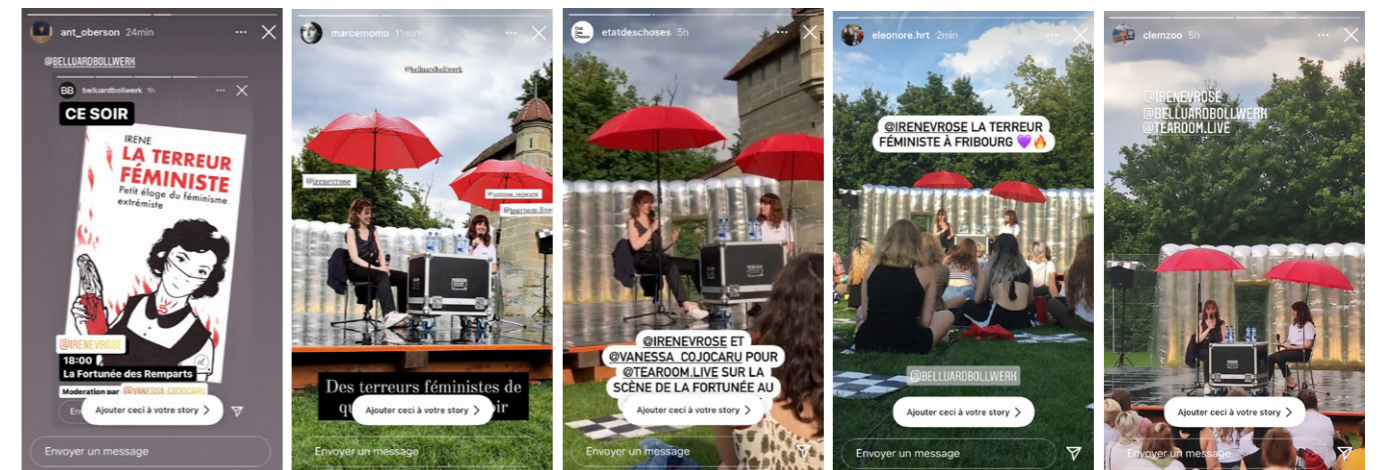 ant_oberson 24min
@BELLUARDBOLLWERK
BB belluardbollwerk 1h
CE SOIR
IRENE
LA TERREUR
FÉMINISTE
Petit éloge du féminisme
extrémiste
@IRENEVROSE
18:00
La Fortunée des Remparts
Moderation par @VANESSA_COJOCARU
Ajouter ceci à votre story
Envoyer un message
marcemomo 11min
@belluardbollwerk
@irenevrose
@vanessa_cojocaru
@tearoom.live
Des terreurs féministes de
Ajouter ceci à votre story
Envoyer un message
etatdeschoses 5h
@IRENEVROSE ET
@VANESSA_COJOCARU POUR
@TEAROOM.LIVE SUR LA
SCÈNE DE LA FORTUNÉE AU
Ajouter ceci à votre story
Envoyer un message
eleonore.hrt 2min
@IRENEVROSE LA TERREUR
FÉMINISTE À FRIBOURG 💜🔥
@BELLUARDBOLLWERK
Ajouter ceci à votre story
Envoyer un message
clemzoo 5h
@IRENEVROSE
@BELLUARDBOLLWERK
@TEAROOM.LIVE
Ajouter ceci à votre story
Envoyer un message